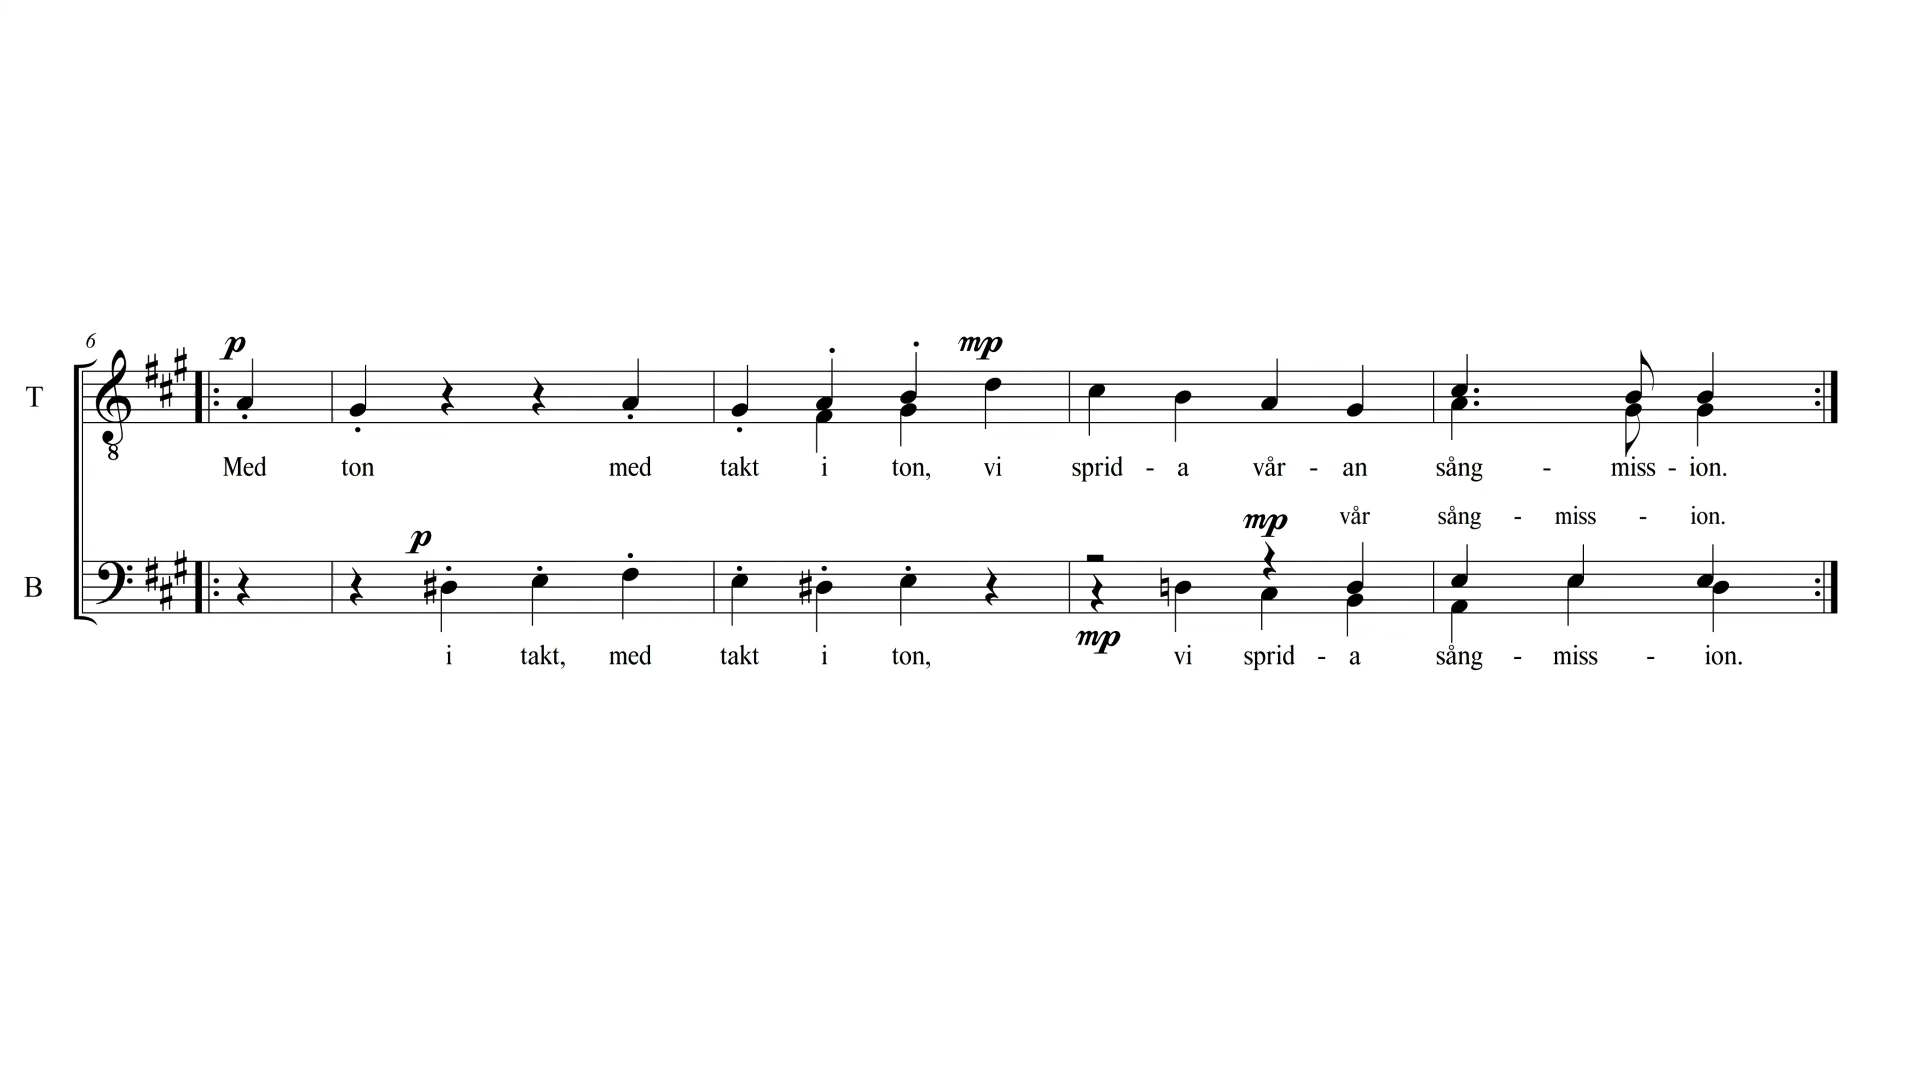 6
p mp
T
8
Med ton med takt i ton, vi sprid - a vår - an sång - miss - ion.
vår sång - miss - ion.
p mp
B
mp
i takt, med takt i ton, vi sprid - a sång - miss - ion.